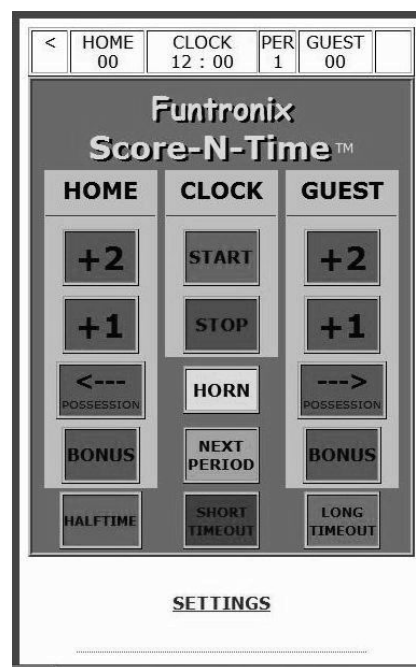 < HOME CLOCK PER GUEST
00 12 : 00 1 00
Funtronix
Score-N-Time™
HOME CLOCK GUEST
+2 START +2
+1 STOP +1
<--- HORN --->
POSSESSION POSSESSION
BONUS NEXT PERIOD BONUS
HALFTIME SHORT TIMEOUT LONG TIMEOUT
SETTINGS